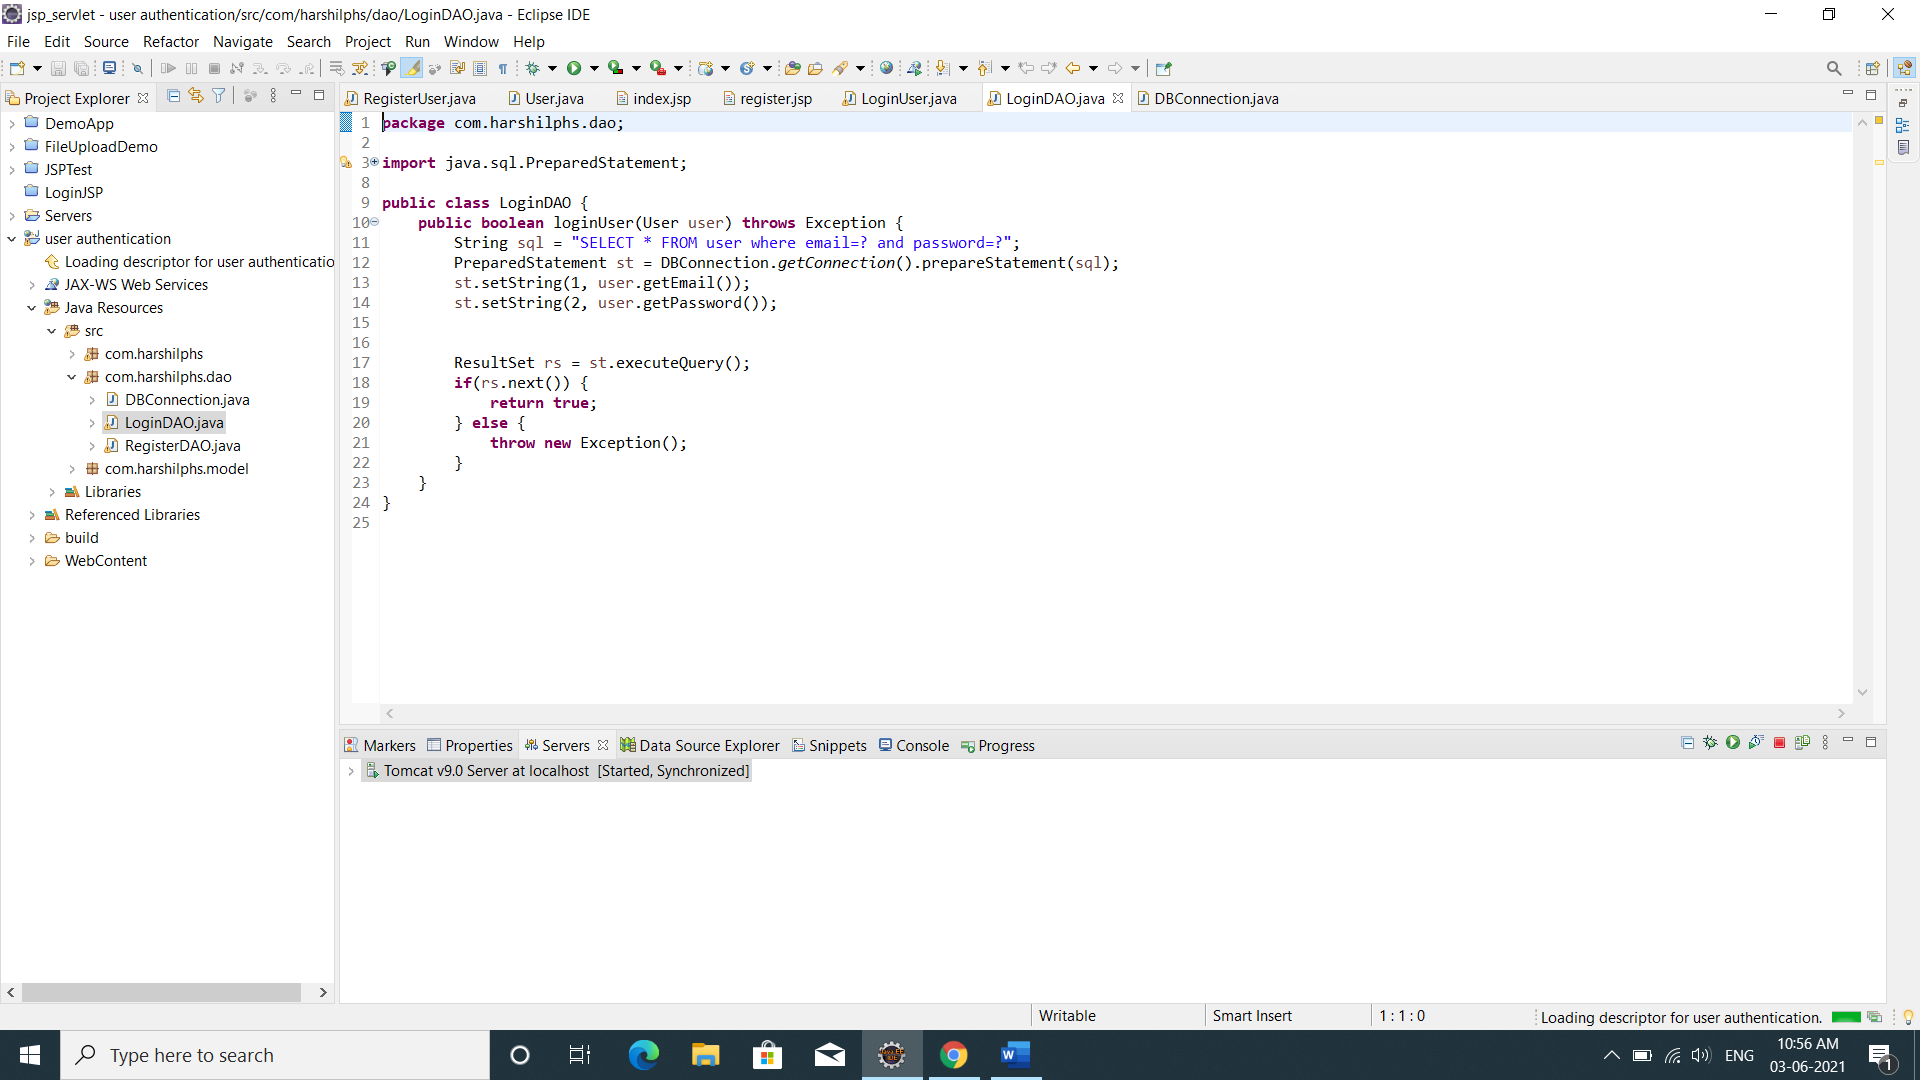 jsp_servlet - user authentication/src/com/harshilphs/dao/LoginDAO.java - Eclipse IDE
File Edit Source Refactor Navigate Search Project Run Window Help
Project Explorer
RegisterUser.java User.java index.jsp register.jsp LoginUser.java LoginDAO.java DBConnection.java
DemoApp
FileUploadDemo
JSPTest
LoginJSP
Servers
user authentication
Loading descriptor for user authenticatio
JAX-WS Web Services
Java Resources
src
com.harshilphs
com.harshilphs.dao
DBConnection.java
LoginDAO.java
RegisterDAO.java
com.harshilphs.model
Libraries
Referenced Libraries
build
WebContent
1 package com.harshilphs.dao;
2
3 import java.sql.PreparedStatement;
8
9 public class LoginDAO {
10 public boolean loginUser(User user) throws Exception {
11 String sql = "SELECT * FROM user where email=? and password=?";
12 PreparedStatement st = DBConnection.getConnection().prepareStatement(sql);
13 st.setString(1, user.getEmail());
14 st.setString(2, user.getPassword());
15
16
17 ResultSet rs = st.executeQuery();
18 if(rs.next()) {
19 return true;
20 } else {
21 throw new Exception();
22 }
23 }
24 }
25
Markers Properties Servers Data Source Explorer Snippets Console Progress
Tomcat v9.0 Server at localhost [Started, Synchronized]
Writable Smart Insert 1 : 1 : 0 Loading descriptor for user authentication.
Type here to search
ENG
10:56 AM
03-06-2021
1